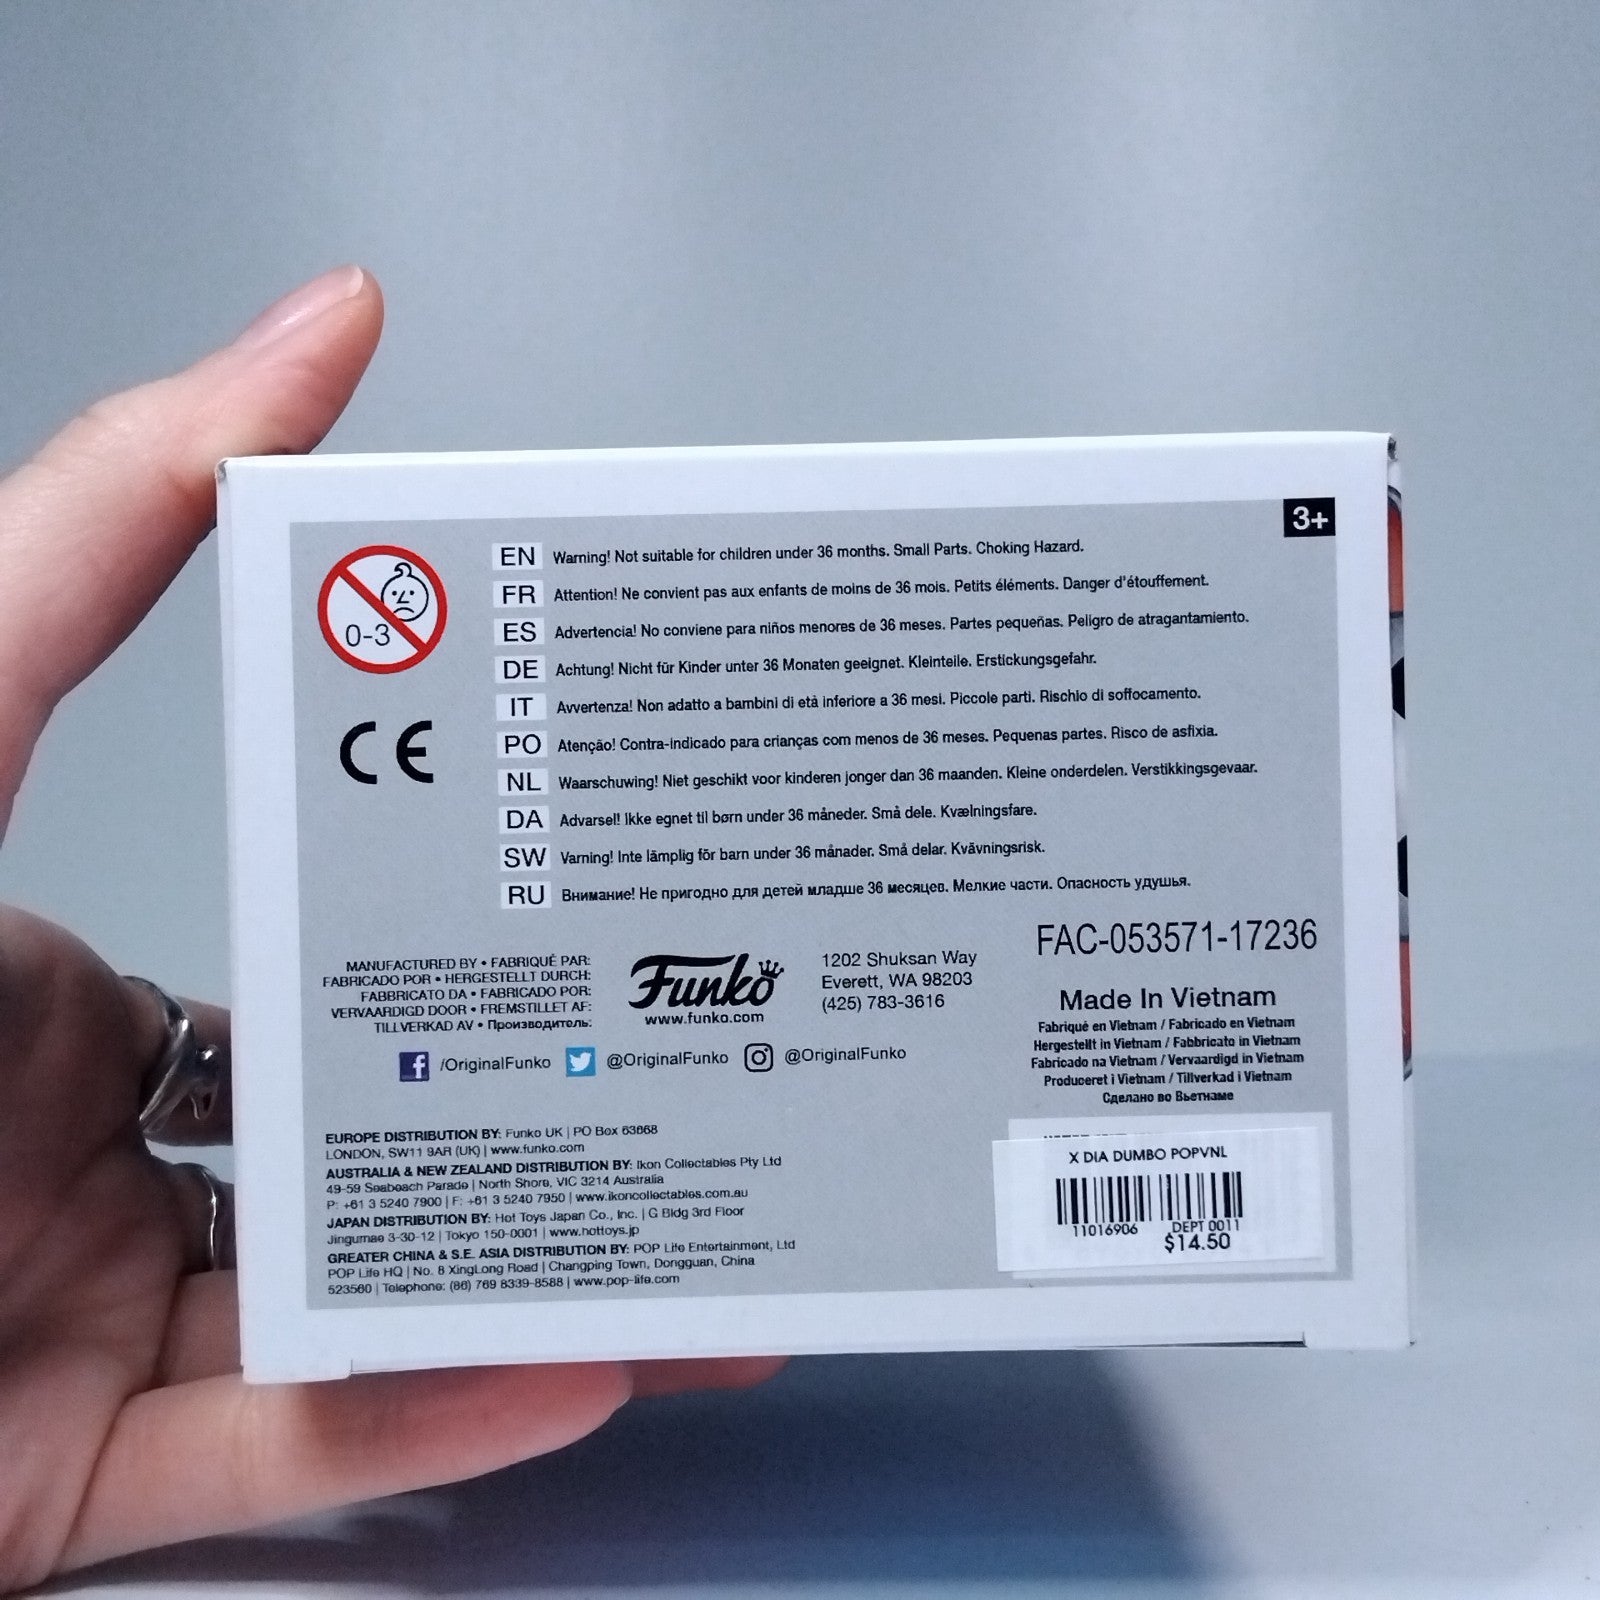 3+
0-3
EN Warning! Not suitable for children under 36 months. Small Parts. Choking Hazard.
FR Attention! Ne convient pas aux enfants de moins de 36 mois. Petits éléments. Danger d'étouffement.
ES Advertencia! No conviene para niños menores de 36 meses. Partes pequeñas. Peligro de atragantamiento.
DE Achtung! Nicht für Kinder unter 36 Monaten geeignet. Kleinteile. Erstickungsgefahr.
IT Avvertenza! Non adatto a bambini di età inferiore a 36 mesi. Piccole parti. Rischio di soffocamento.
PO Atenção! Contra-indicado para crianças com menos de 36 meses. Pequenas partes. Risco de asfixia.
NL Waarschuwing! Niet geschikt voor kinderen jonger dan 36 maanden. Kleine onderdelen. Verstikkingsgevaar.
DA Advarsel! Ikke egnet til børn under 36 måneder. Små dele. Kvælningsfare.
SW Varning! Inte lämplig för barn under 36 månader. Små delar. Kvävningsrisk.
RU Внимание! Не пригодно для детей младше 36 месяцев. Мелкие части. Опасность удушья.
CE
MANUFACTURED BY • FABRIQUÉ PAR:
FABRICADO POR • HERGESTELLT DURCH:
FABBRICATO DA • FABRICADO POR:
VERVAARDIGD DOOR • FREMSTILLET AF:
TILLVERKAD AV • Производитель:
Funko
www.funko.com
1202 Shuksan Way
Everett, WA 98203
(425) 783-3616
f /OriginalFunko @OriginalFunko @OriginalFunko
FAC-053571-17236
Made In Vietnam
Fabriqué en Vietnam / Fabricado en Vietnam
Hergestellt in Vietnam / Fabbricato in Vietnam
Fabricado na Vietnam / Vervaardigd in Vietnam
Produceret i Vietnam / Tillverkad i Vietnam
Сделано во Вьетнаме
EUROPE DISTRIBUTION BY: Funko UK | PO Box 63668
LONDON, SW11 9AR (UK) | www.funko.com
AUSTRALIA & NEW ZEALAND DISTRIBUTION BY: Ikon Collectables Pty Ltd
49-59 Seabeach Parade | North Shore, VIC 3214 Australia
P: +61 3 5240 7900 | F: +61 3 5240 7950 | www.ikoncollectables.com.au
JAPAN DISTRIBUTION BY: Hot Toys Japan Co., Inc. | G Bldg 3rd Floor
Jingumae 3-30-12 | Tokyo 150-0001 | www.hottoys.jp
GREATER CHINA & S.E. ASIA DISTRIBUTION BY: POP Life Entertainment, Ltd
POP Life HQ | No. 8 XingLong Road | Changping Town, Dongguan, China
523560 | Telephone: (86) 769 8339-8588 | www.pop-life.com
X DIA DUMBO POPVNL
11016906 DEPT 0011
$14.50